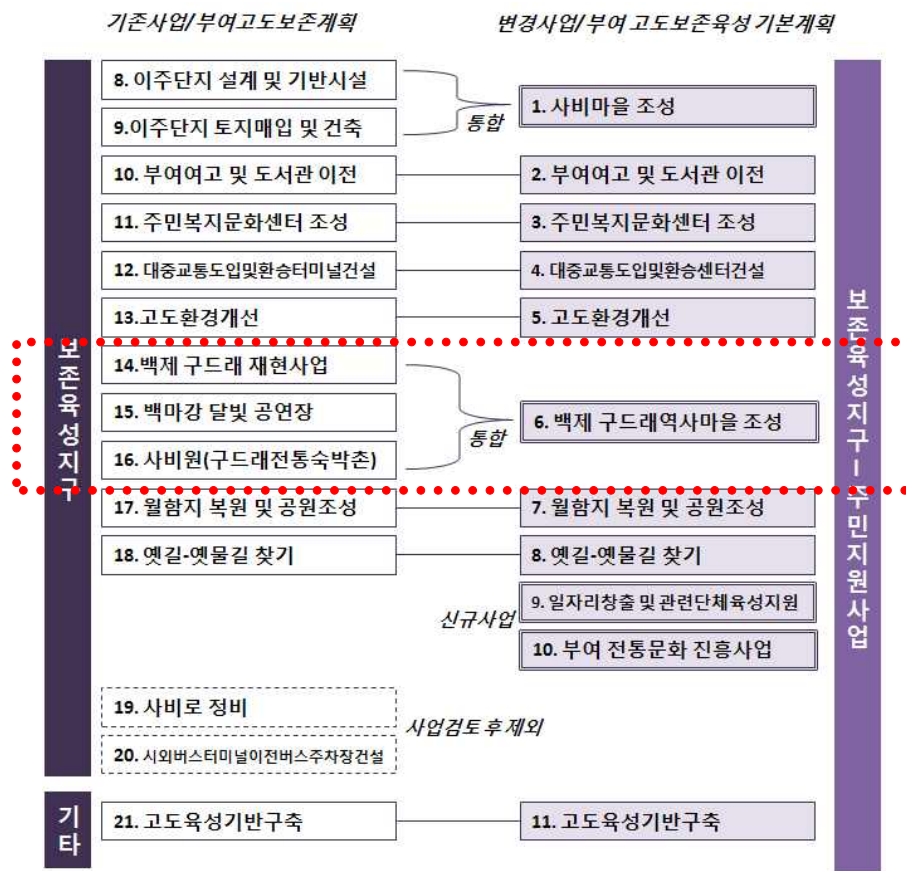 기존사업/부여고도보존계획
변경사업/부여 고도보존육성 기본계획
보존육성지구
8. 이주단지 설계 및 기반시설
9.이주단지 토지매입 및 건축
통합
1. 사비마을 조성
10. 부여여고 및 도서관 이전
2. 부여여고 및 도서관 이전
11. 주민복지문화센터 조성
3. 주민복지문화센터 조성
12. 대중교통도입및환승터미널건설
4. 대중교통도입및환승센터건설
13.고도환경개선
5. 고도환경개선
14.백제 구드래 재현사업
15. 백마강 달빛 공연장
16. 사비원(구드래전통숙박촌)
통합
6. 백제 구드래역사마을 조성
17. 월함지 복원 및 공원조성
7. 월함지 복원 및 공원조성
18. 옛길-옛물길 찾기
8. 옛길-옛물길 찾기
신규사업
9. 일자리창출 및 관련단체육성지원
10. 부여 전통문화 진흥사업
19. 사비로 정비
20. 시외버스터미널이전버스주차장건설
사업검토 후 제외
기타
21. 고도육성기반구축
11. 고도육성기반구축
보존육성지구-주민지원사업